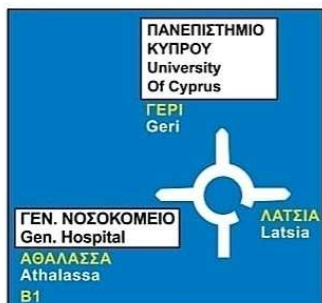 ΠΑΝΕΠΙΣΤΗΜΙΟ
ΚΥΠΡΟΥ
University
Of Cyprus
ΓΕΡΙ
Geri
ΛΑΤΣΙΑ
Latsia
ΓΕΝ. ΝΟΣΟΚΟΜΕΙΟ
Gen. Hospital
ΑΘΑΛΑΣΣΑ
Athalassa
B1